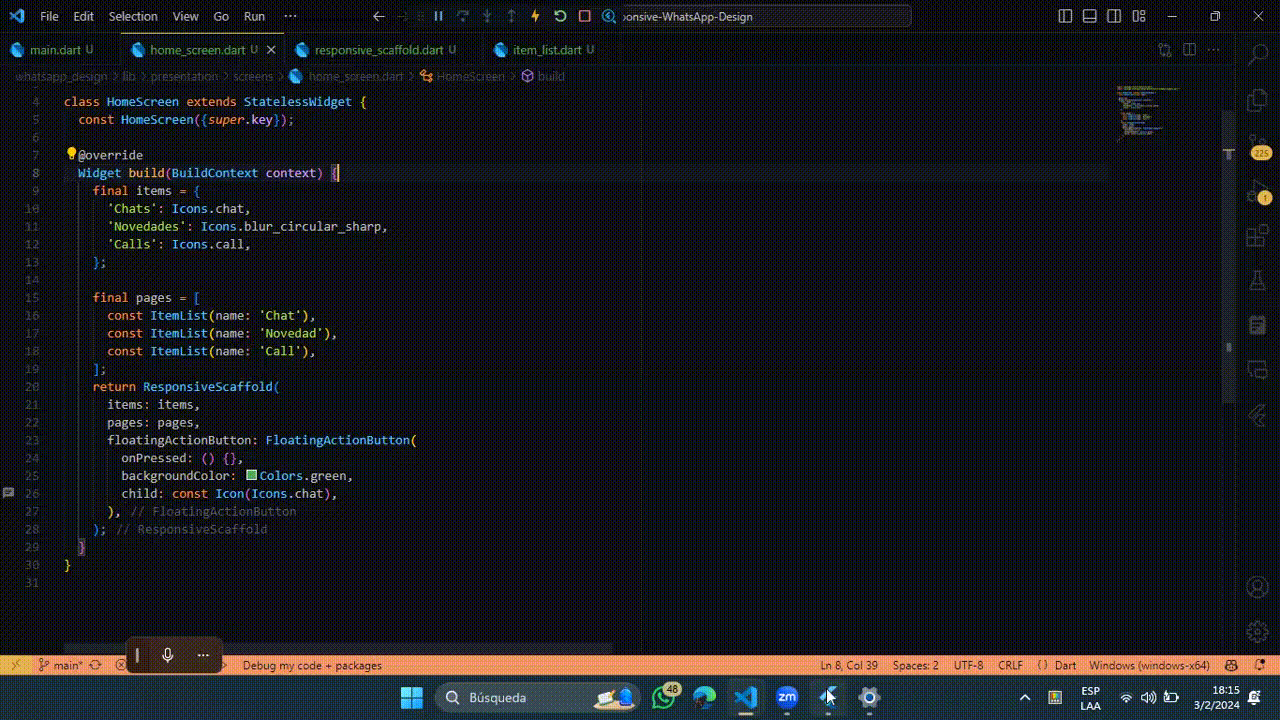 File Edit Selection View Go Run ··· onsive-WhatsApp-Design
main.dart U home_screen.dart U responsive_scaffold.dart U item_list.dart U
whatsapp_design > lib > presentation > screens > home_screen.dart > HomeScreen > build
4 class HomeScreen extends StatelessWidget {
5 const HomeScreen({super.key});
6
7 @override
8 Widget build(BuildContext context) {
9 final items = {
10 'Chats': Icons.chat,
11 'Novedades': Icons.blur_circular_sharp,
12 'Calls': Icons.call,
13 };
14
15 final pages = [
16 const ItemList(name: 'Chat'),
17 const ItemList(name: 'Novedad'),
18 const ItemList(name: 'Call'),
19 ];
20 return ResponsiveScaffold(
21 items: items,
22 pages: pages,
23 floatingActionButton: FloatingActionButton(
24 onPressed: () {},
25 backgroundColor: Colors.green,
26 child: const Icon(Icons.chat),
27 ), // FloatingActionButton
28 ); // ResponsiveScaffold
29 }
30 }
31
225
1
main* Debug my code + packages Ln 8, Col 39 Spaces: 2 UTF-8 CRLF {} Dart Windows (windows-x64)
Búsqueda 48 zm ESP LAA 18:15 3/2/2024